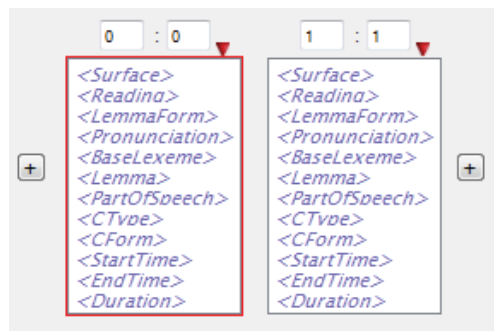 0 : 0 1 : 1
<Surface> <Surface>
<Reading> <Reading>
<LemmaForm> <LemmaForm>
<Pronunciation> <Pronunciation>
+ <BaseLexeme> <BaseLexeme> +
<Lemma> <Lemma>
<PartOfSpeech> <PartOfSpeech>
<CType> <CType>
<CForm> <CForm>
<StartTime> <StartTime>
<EndTime> <EndTime>
<Duration> <Duration>